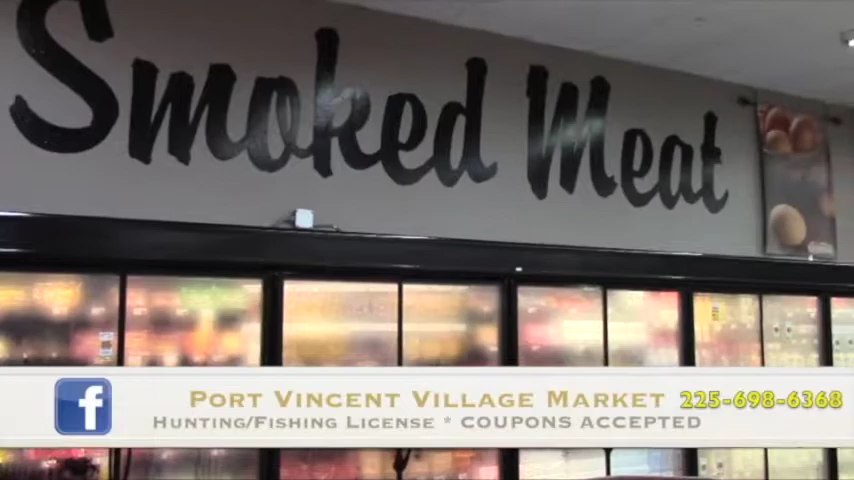 Smoked Meat
f
PORT VINCENT VILLAGE MARKET 225-698-6368
HUNTING/FISHING LICENSE * COUPONS ACCEPTED